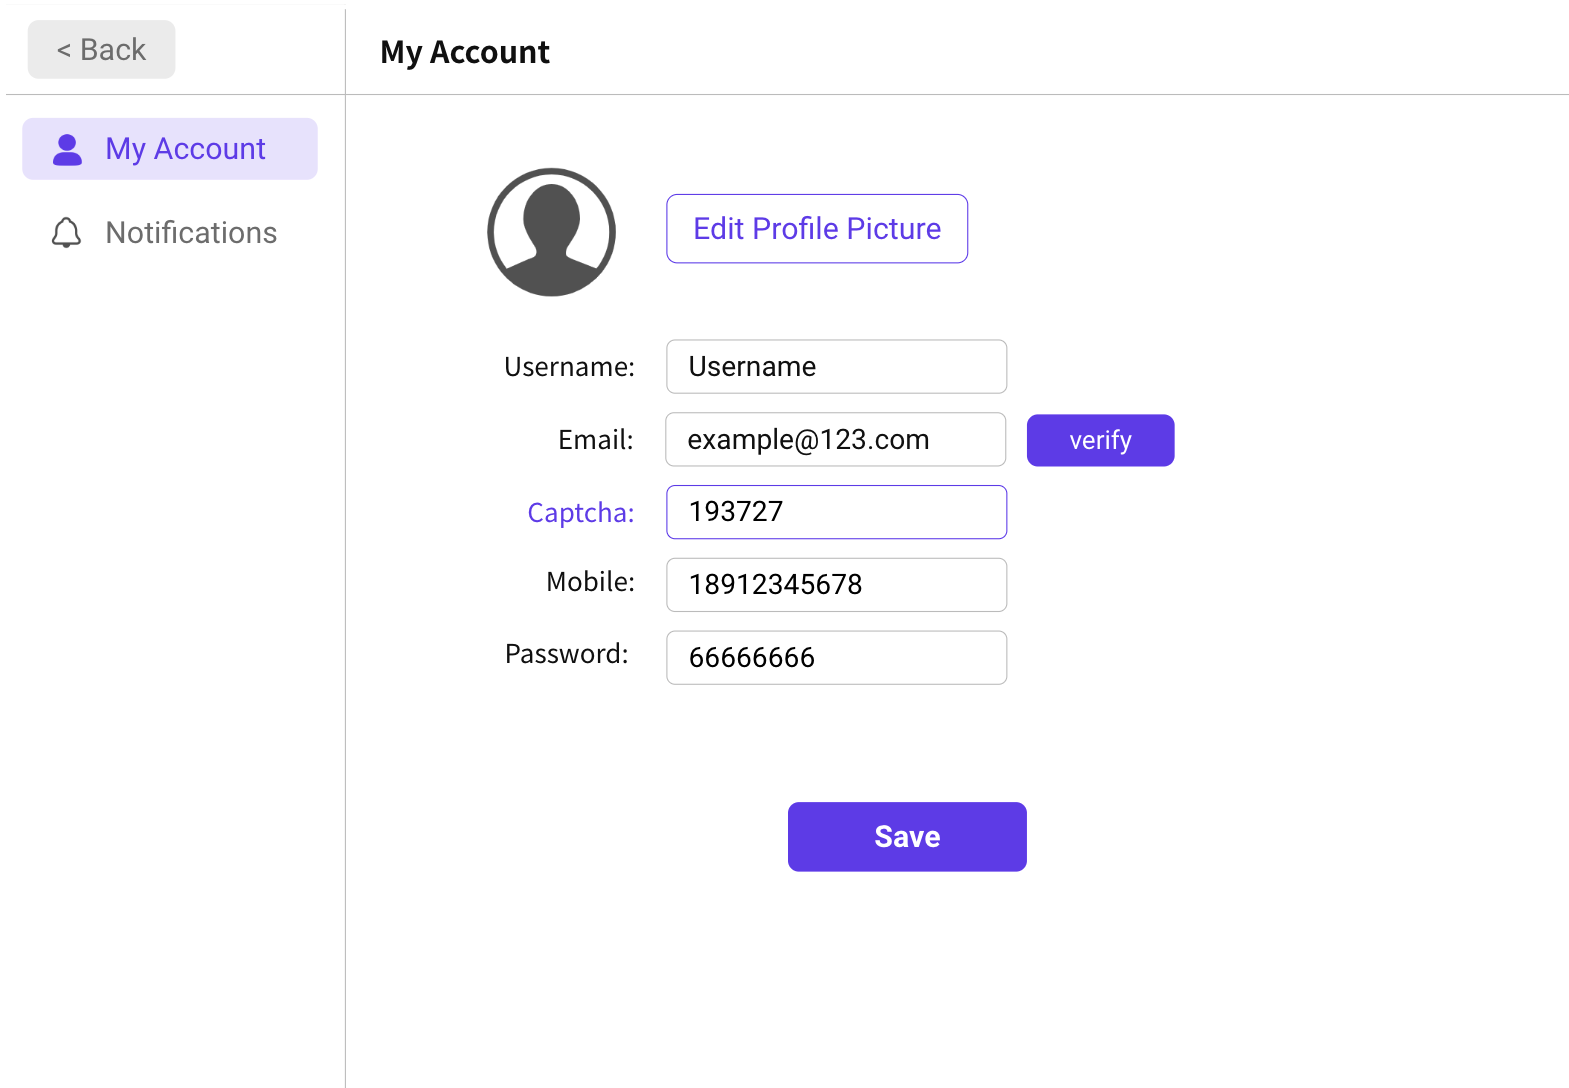 < Back
My Account
My Account
Notifications
Edit Profile Picture
Username: Username
Email: example@123.com verify
Captcha: 193727
Mobile: 18912345678
Password: 66666666
Save